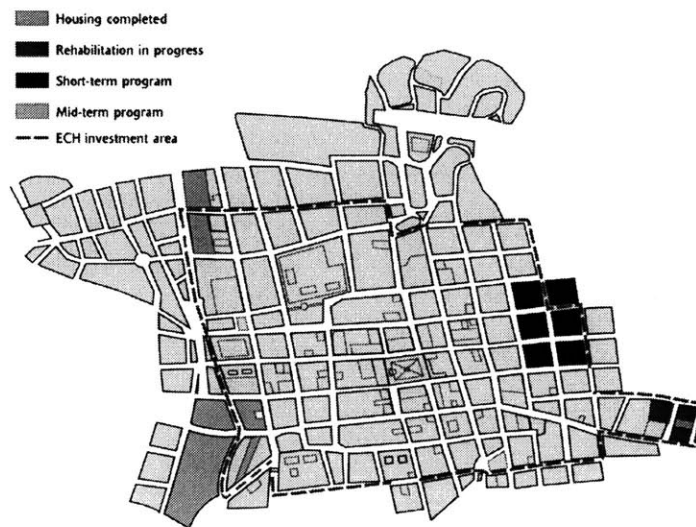 Housing completed
Rehabilitation in progress
Short-term program
Mid-term program
ECH investment area